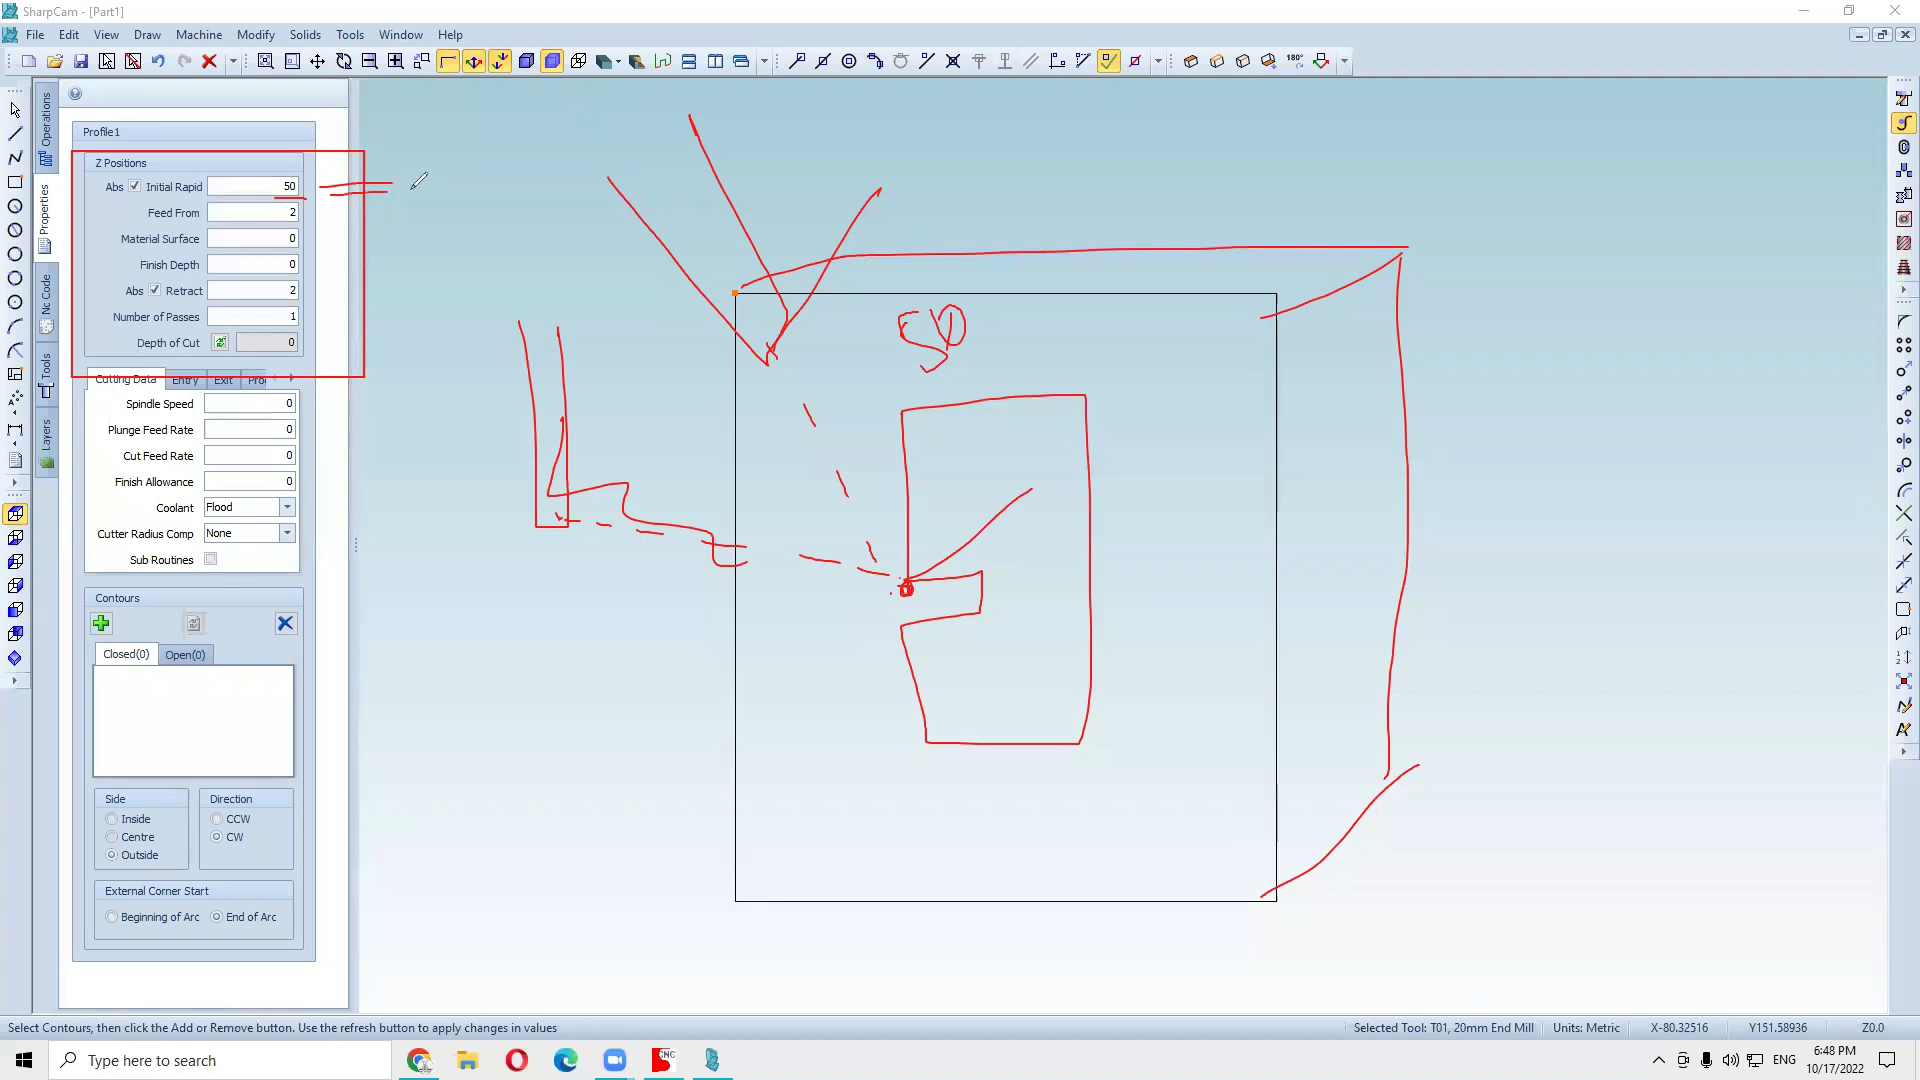 SharpCam - [Part1]
File Edit View Draw Machine Modify Solids Tools Window Help
180°
Operations
Properties
Nc Code
Tools
Layers
Profile1
Z Positions
Abs Initial Rapid 50
Feed From 2
Material Surface 0
Finish Depth 0
Abs Retract 2
Number of Passes 1
Depth of Cut 0
Cutting Data Entry Exit Pro
Spindle Speed 0
Plunge Feed Rate 0
Cut Feed Rate 0
Finish Allowance 0
Coolant Flood
Cutter Radius Comp None
Sub Routines
Contours
Closed(0) Open(0)
Side
Inside
Centre
Outside
Direction
CCW
CW
External Corner Start
Beginning of Arc End of Arc
50
Select Contours, then click the Add or Remove button. Use the refresh button to apply changes in values
Selected Tool: T01, 20mm End Mill Units: Metric X-80.32516 Y151.58936 Z0.0
Type here to search
CNC
ENG
6:48 PM
10/17/2022